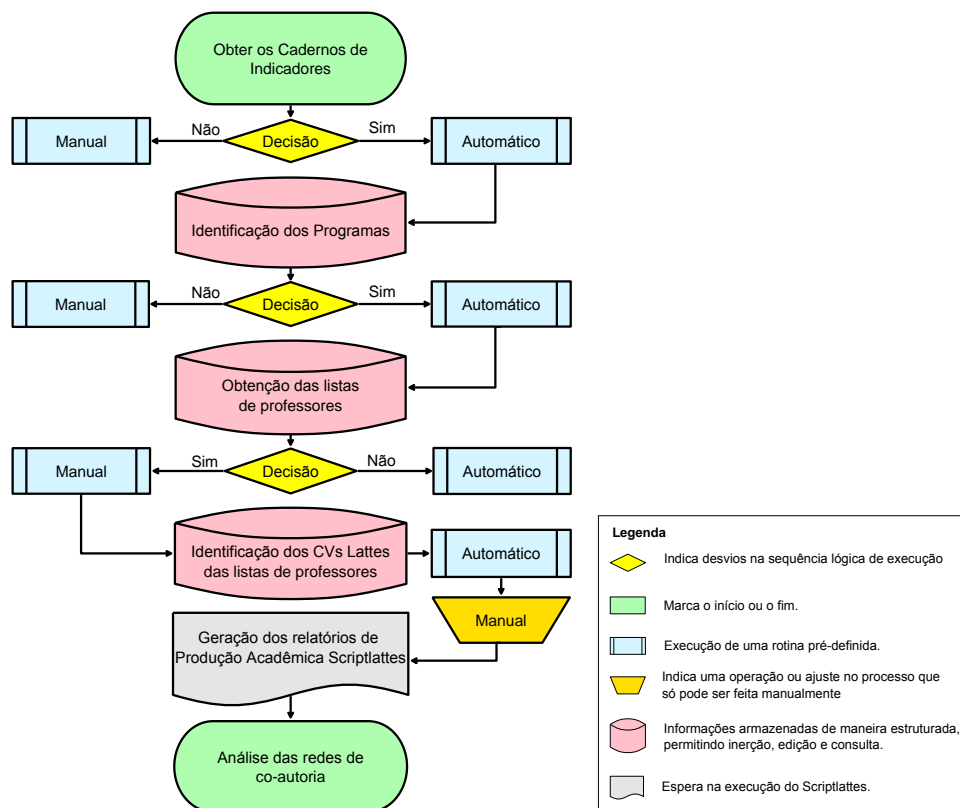 Obter os Cadernos de
Indicadores
Manual
Não
Decisão
Sim
Automático
Identificação dos Programas
Manual
Não
Decisão
Sim
Automático
Obtenção das listas
de professores
Manual
Sim
Decisão
Não
Automático
Identificação dos CVs Lattes
das listas de professores
Automático
Manual
Geração dos relatórios de
Produção Acadêmica Scriptlattes
Análise das redes de
co-autoria
Legenda
Indica desvios na sequência lógica de execução
Marca o início ou o fim.
Execução de uma rotina pré-definida.
Indica uma operação ou ajuste no processo que
só pode ser feita manualmente
Informações armazenadas de maneira estruturada,
permitindo inerção, edição e consulta.
Espera na execução do Scriptlattes.